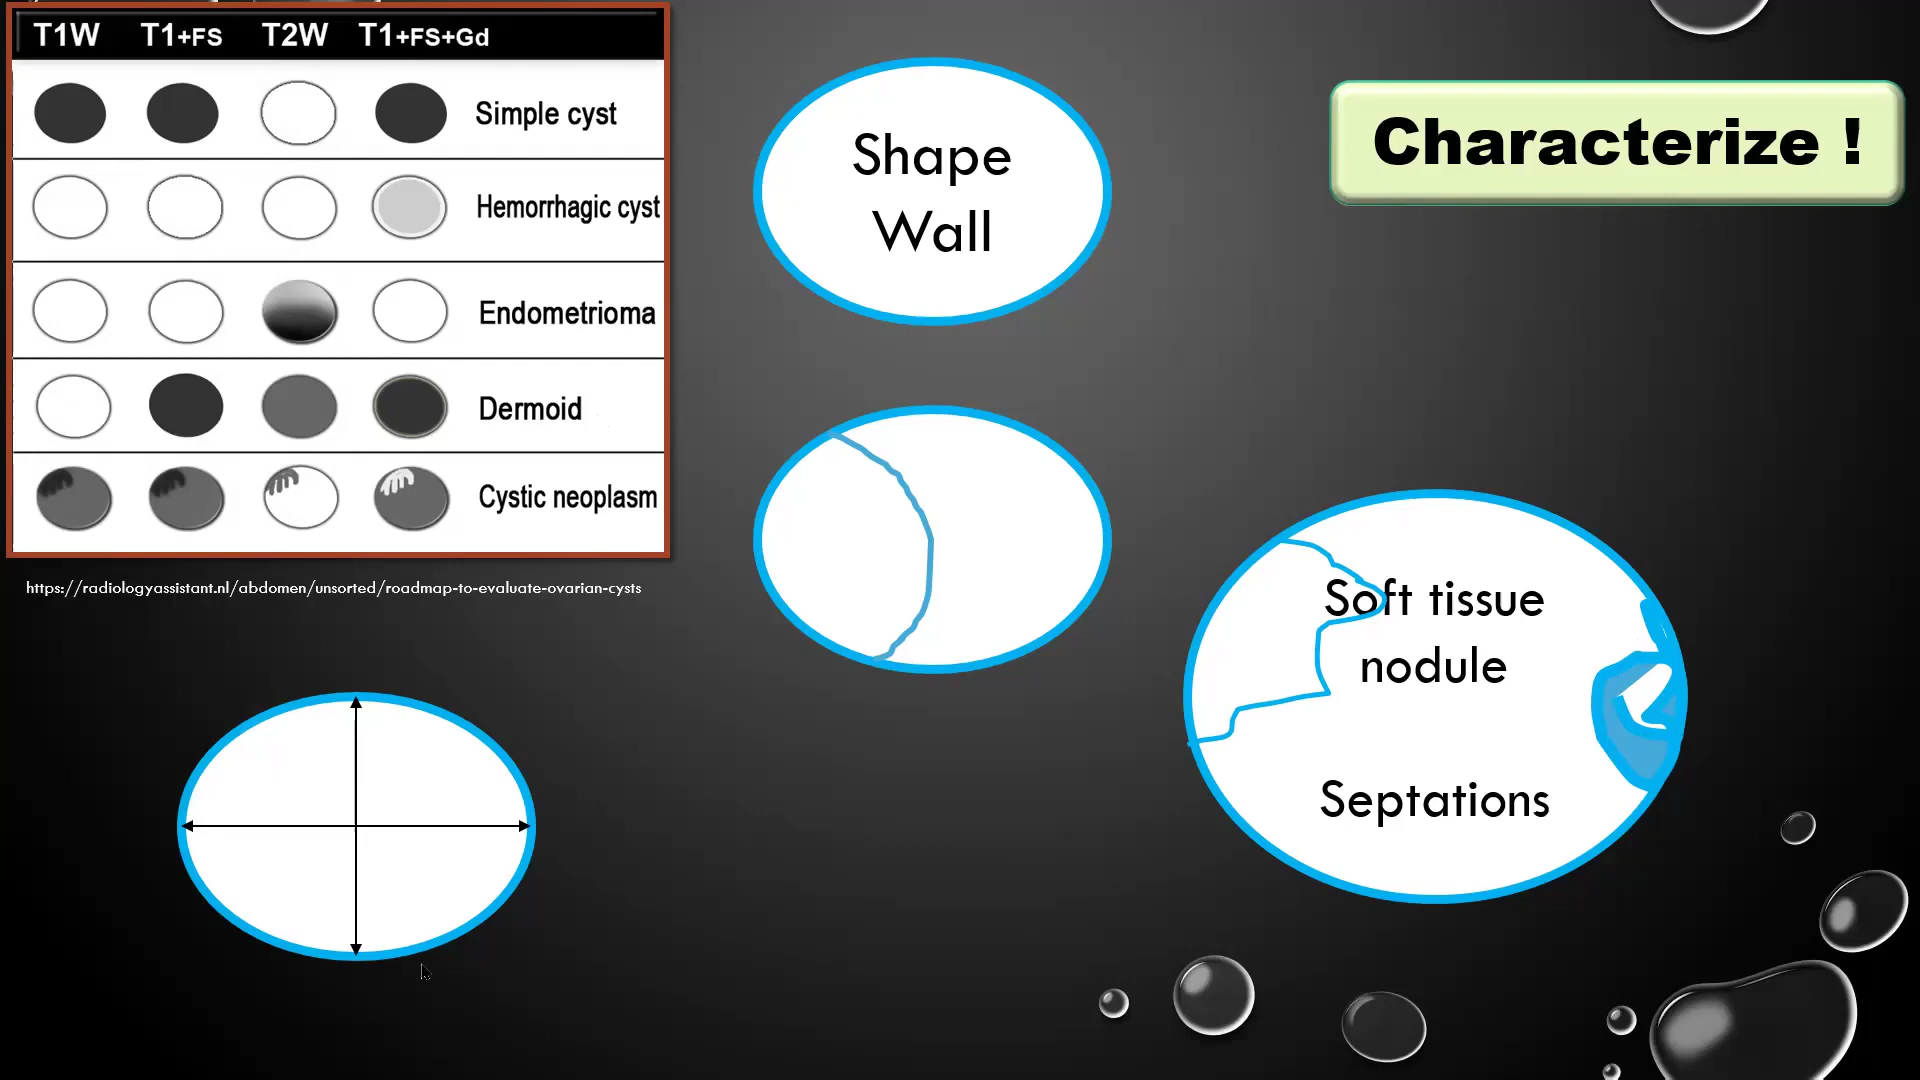 T1W T1+FS T2W T1+FS+Gd
Simple cyst
Hemorrhagic cyst
Endometrioma
Dermoid
Cystic neoplasm
https://radiologyassistant.nl/abdomen/unsorted/roadmap-to-evaluate-ovarian-cysts
Shape
Wall
Characterize !
Soft tissue
nodule
Septations